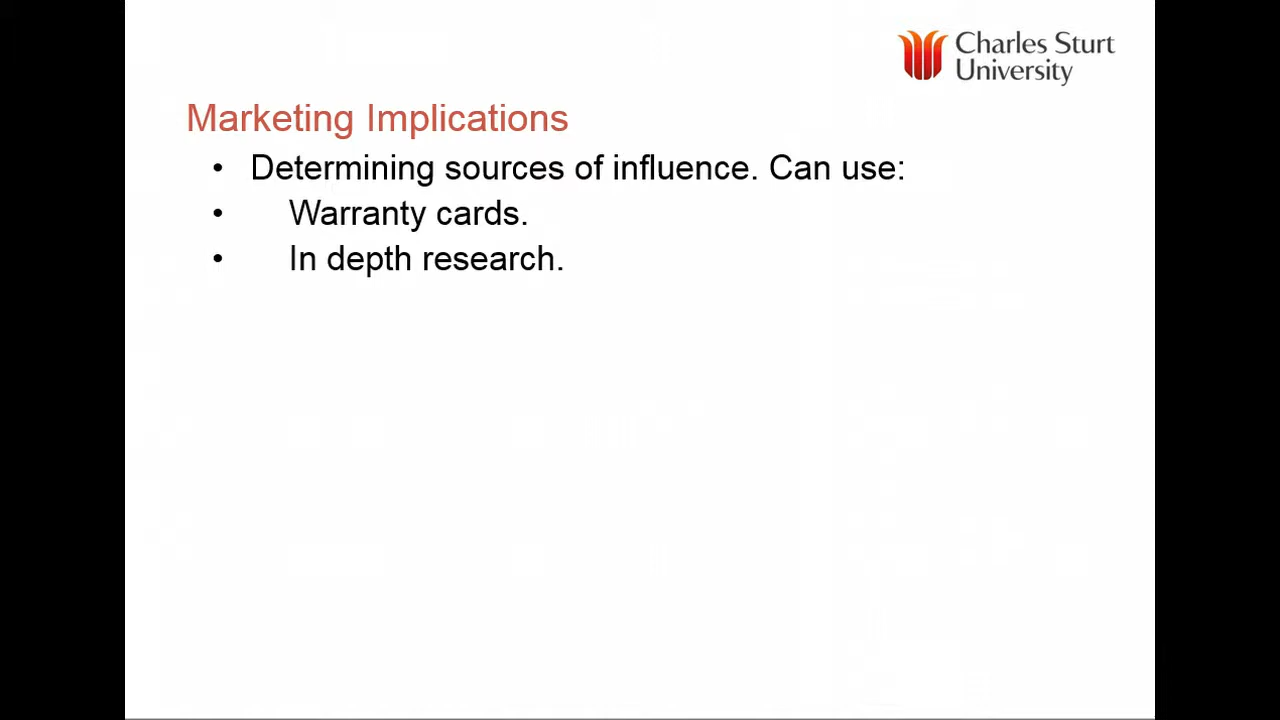 Charles Sturt
University
Marketing Implications
• Determining sources of influence. Can use:
• Warranty cards.
• In depth research.